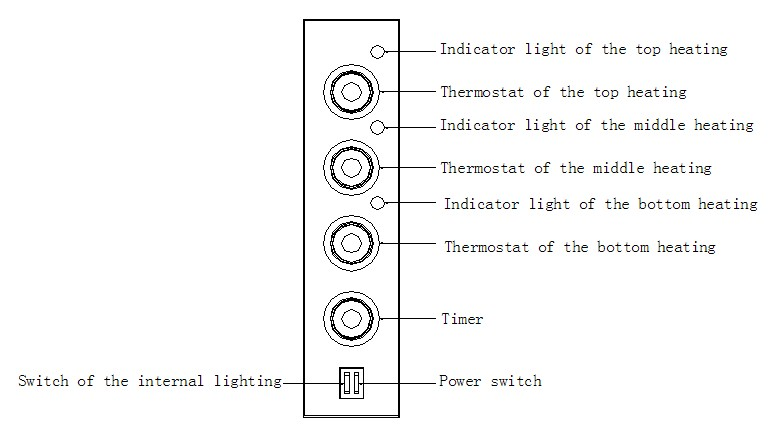 Indicator light of the top heating
Thermostat of the top heating
Indicator light of the middle heating
Thermostat of the middle heating
Indicator light of the bottom heating
Thermostat of the bottom heating
Timer
Switch of the internal lighting
Power switch